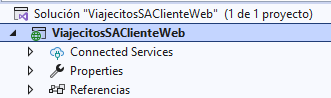 Solución "ViajecitosSAClienteWeb" (1 de 1 proyecto)
ViajecitosSAClienteWeb
Connected Services
Properties
Referencias